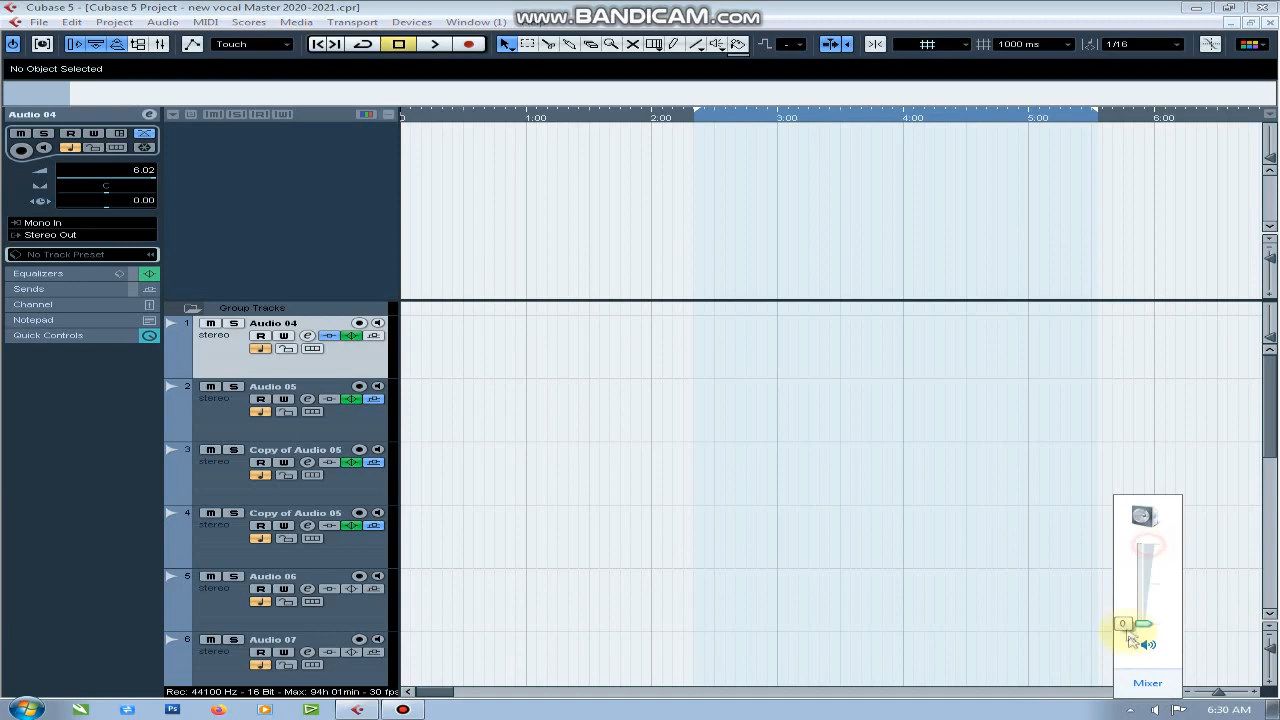 Cubase 5 - [Cubase 5 Project - new vocal Master 2020-2021.cpr]
www.BANDICAM.com
File Edit Project Audio MIDI Scores Media Transport Devices Window (1)
Touch
1000 ms
1/16
No Object Selected
Audio 04
1:00 2:00 3:00 4:00 5:00 6:00
m S R W
6.02
C
0.00
Mono In
Stereo Out
No Track Preset
Equalizers
Sends
Channel
Notepad
Quick Controls
Group Tracks
1 m S Audio 04
stereo R W e
2 m S Audio 05
stereo R W e
3 m S Copy of Audio 05
stereo R W e
4 m S Copy of Audio 05
stereo R W e
5 m S Audio 06
stereo R W e
6 m S Audio 07
stereo R W e
0
Mixer
Rec: 44100 Hz - 16 Bit - Max: 94h 01min - 30 fps
Ps
6:30 AM